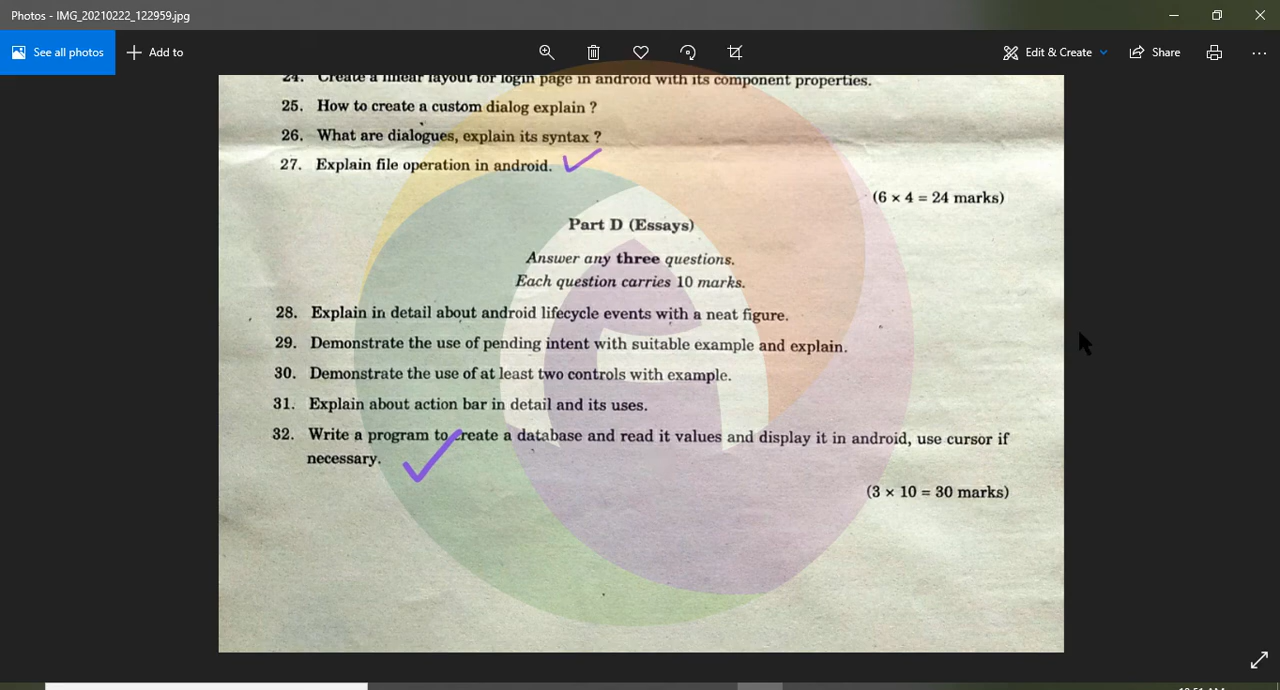 Photos - IMG_20210222_122959.jpg
See all photos
Add to
Edit & Create
Share
24. Create a linear layout for login page in android with its component properties.
25. How to create a custom dialog explain ?
26. What are dialogues, explain its syntax ?
27. Explain file operation in android.
(6 × 4 = 24 marks)
Part D (Essays)
Answer any three questions.
Each question carries 10 marks.
28. Explain in detail about android lifecycle events with a neat figure.
29. Demonstrate the use of pending intent with suitable example and explain.
30. Demonstrate the use of at least two controls with example.
31. Explain about action bar in detail and its uses.
32. Write a program to create a database and read it values and display it in android, use cursor if
necessary.
(3 × 10 = 30 marks)